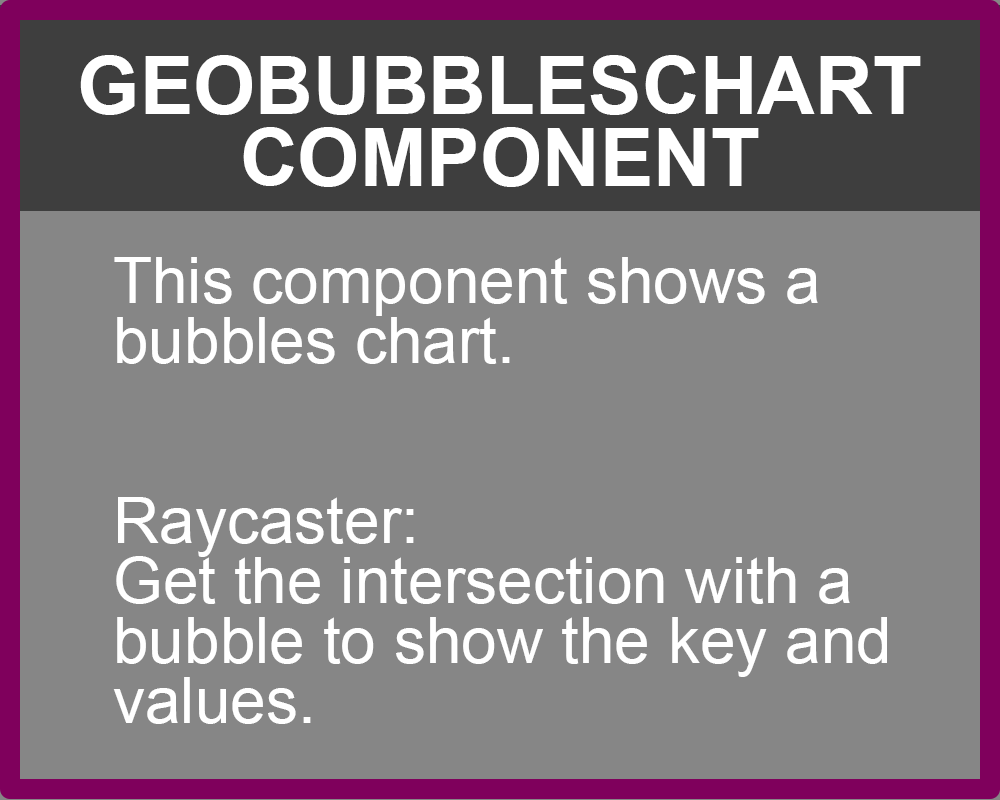 GEOBUBBLESCHART
COMPONENT
This component shows a
bubbles chart.
Raycaster:
Get the intersection with a
bubble to show the key and
values.